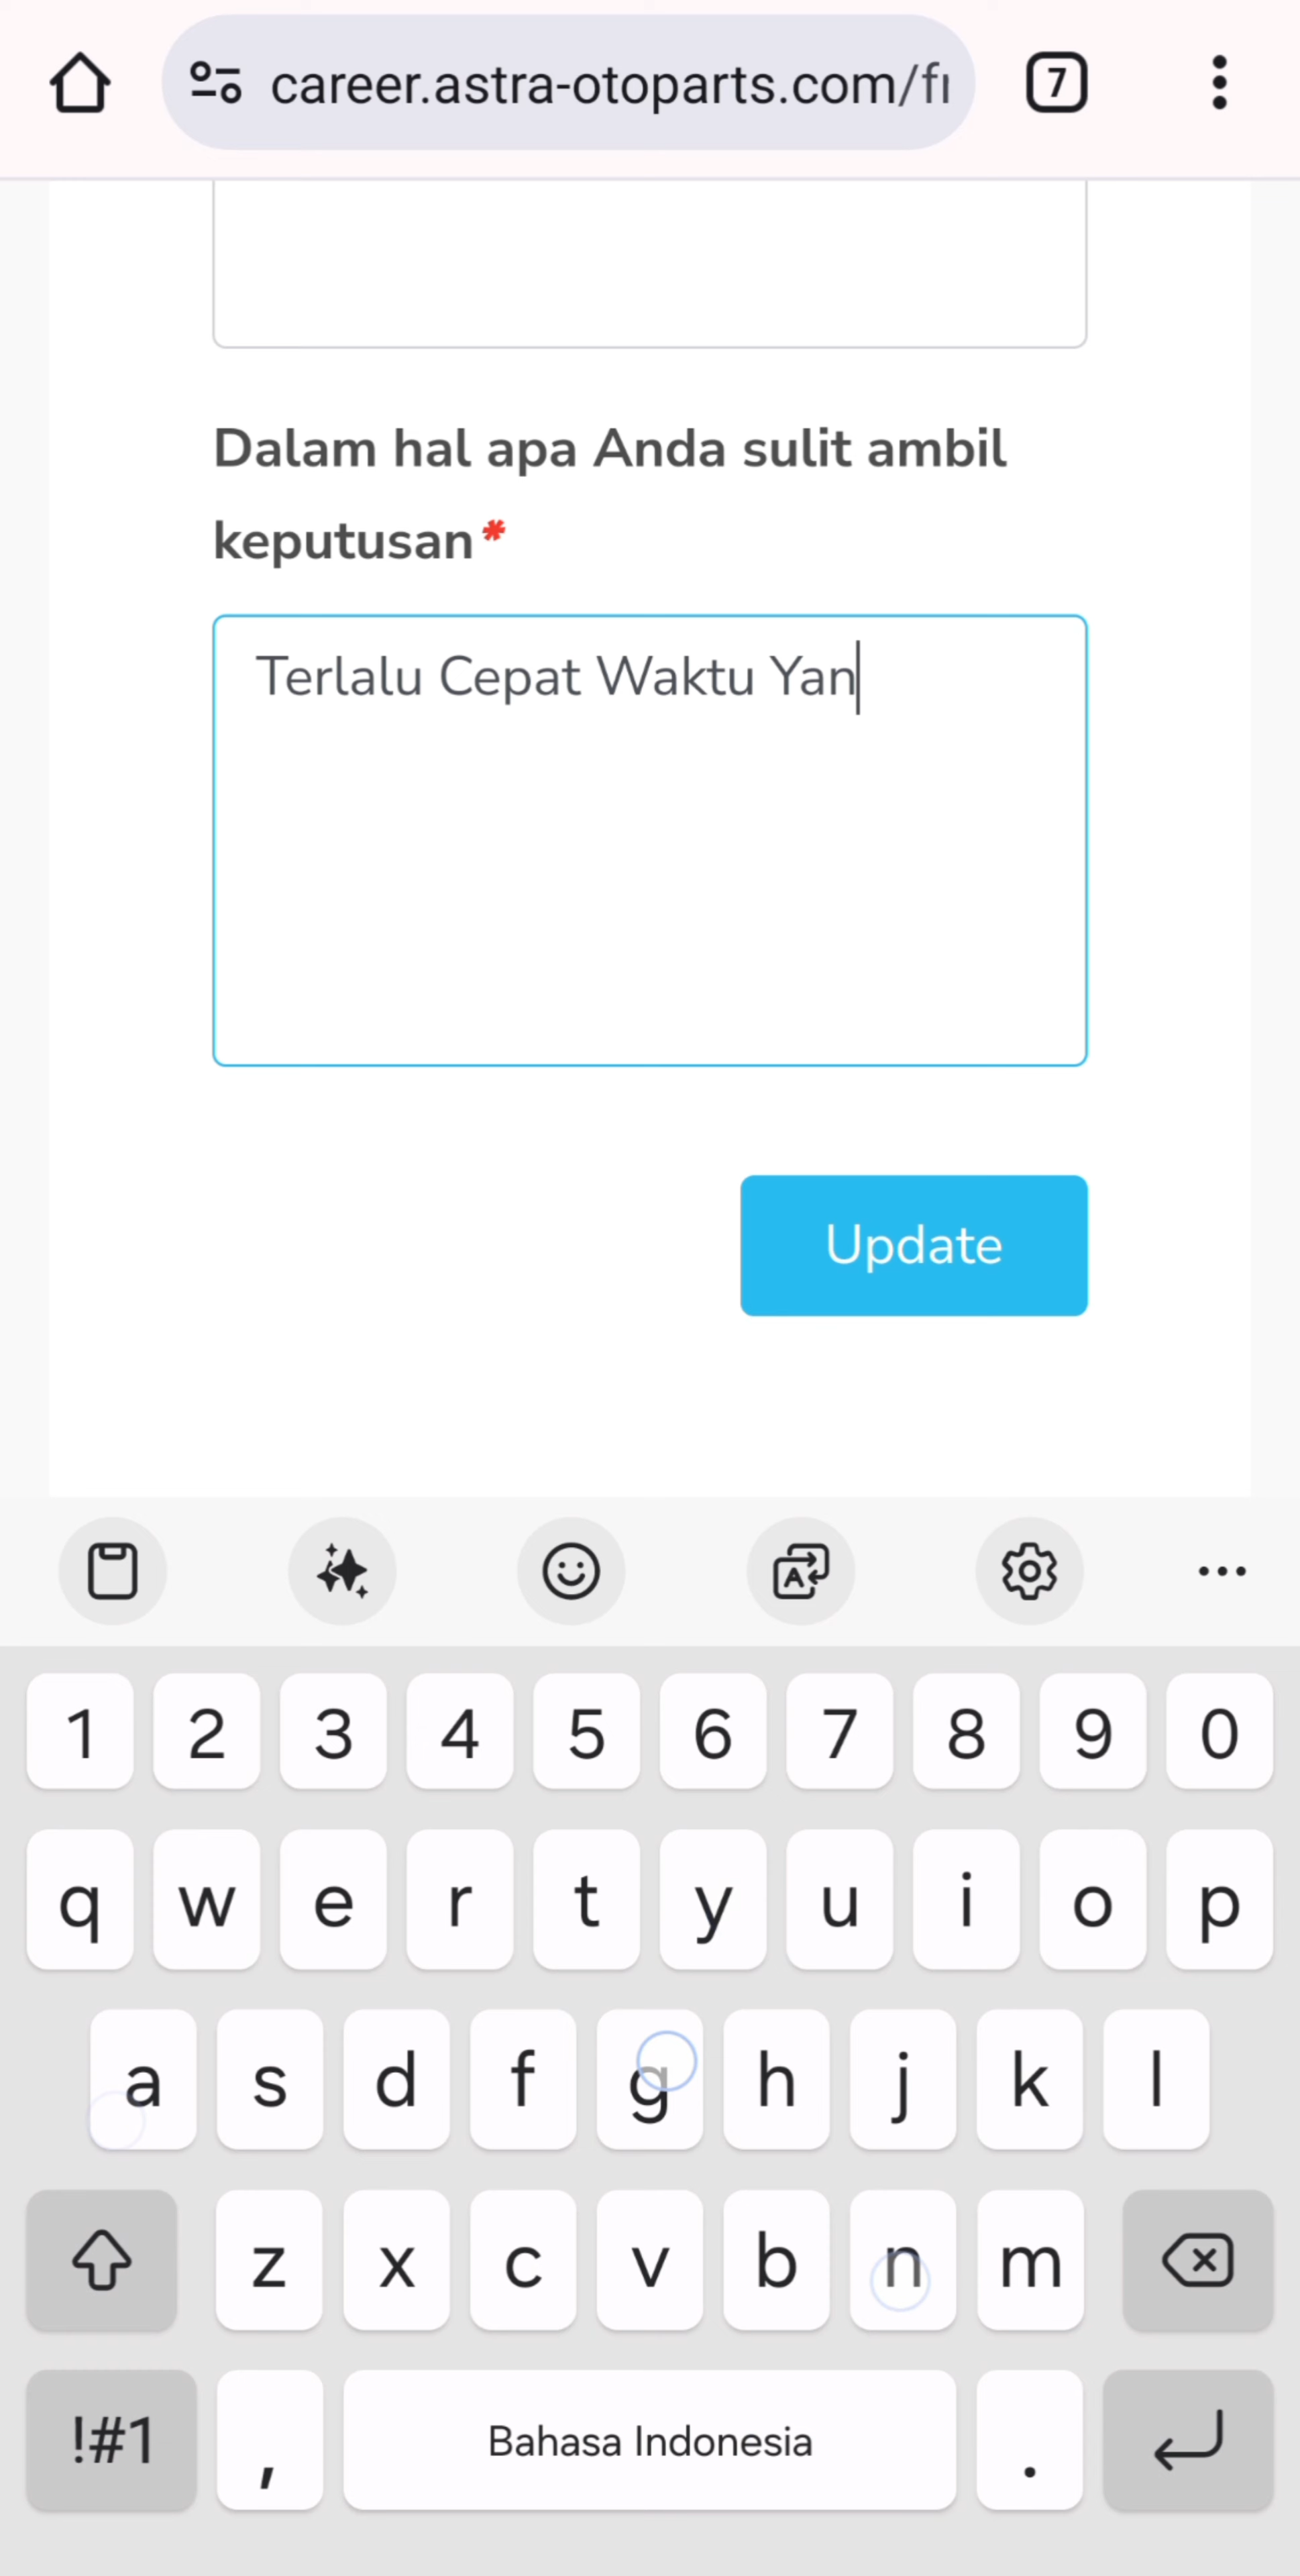 career.astra-otoparts.com/fi
7
Dalam hal apa Anda sulit ambil
keputusan*
Terlalu Cepat Waktu Yan
Update
1 2 3 4 5 6 7 8 9 0
q w e r t y u i o p
a s d f g h j k l
z x c v b n m
!#1 , Bahasa Indonesia .